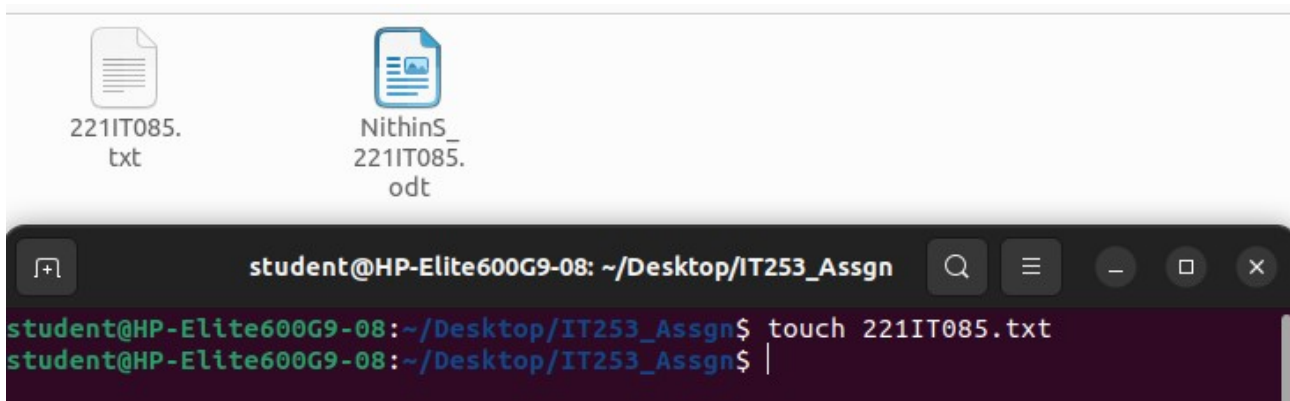 221IT085.
txt
NithinS_
221IT085.
odt
student@HP-Elite600G9-08: ~/Desktop/IT253_Assgn
student@HP-Elite600G9-08:~/Desktop/IT253_Assgn$ touch 221IT085.txt
student@HP-Elite600G9-08:~/Desktop/IT253_Assgn$